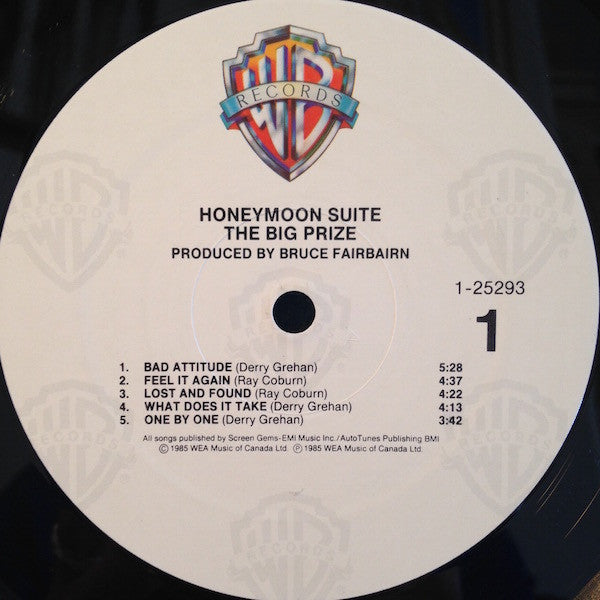 WB
RECORDS
HONEYMOON SUITE
THE BIG PRIZE
PRODUCED BY BRUCE FAIRBAIRN
1-25293
1
1. BAD ATTITUDE (Derry Grehan) 5:28
2. FEEL IT AGAIN (Ray Coburn) 4:37
3. LOST AND FOUND (Ray Coburn) 4:22
4. WHAT DOES IT TAKE (Derry Grehan) 4:13
5. ONE BY ONE (Derry Grehan) 3:42
All songs published by Screen Gems-EMI Music Inc./AutoTunes Publishing BMI
© 1985 WEA Music of Canada Ltd. ℗ 1985 WEA Music of Canada Ltd.